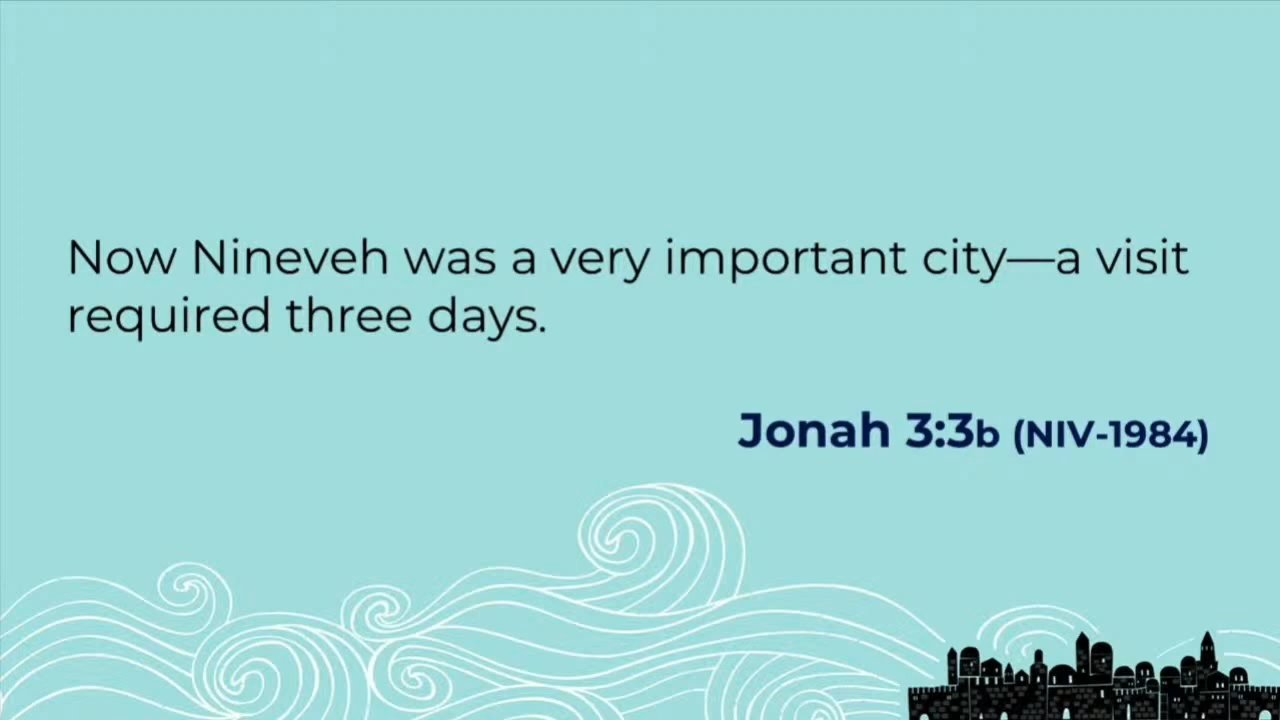 Now Nineveh was a very important city—a visit
required three days.
Jonah 3:3b (NIV-1984)